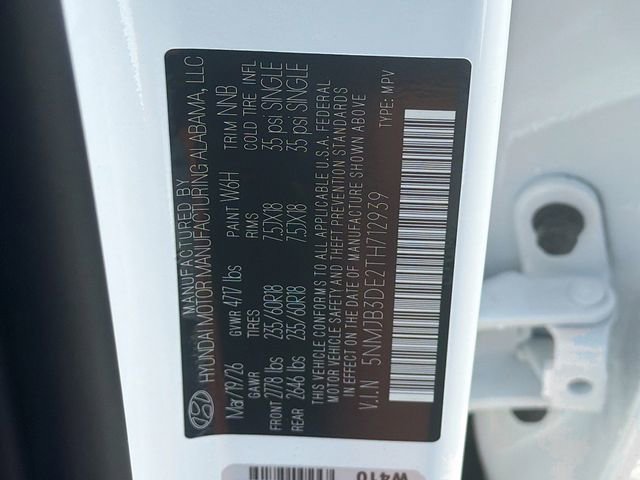 MANUFACTURED BY
HYUNDAI MOTOR MANUFACTURING ALABAMA, LLC
Mar/19/26 GVWR 4717 lbs PAINT W6H TRIM NNB
GAWR TIRES RIMS COLD TIRE INFL
FRONT 2778 lbs 235/60R18 7.5JX18 35 psi SINGLE
REAR 2646 lbs 235/60R18 7.5JX18 35 psi SINGLE
THIS VEHICLE CONFORMS TO ALL APPLICABLE U.S.A. FEDERAL
MOTOR VEHICLE SAFETY AND THEFT PREVENTION STANDARDS
IN EFFECT ON THE DATE OF MANUFACTURE SHOWN ABOVE
V.I.N 5NMJB3DE2TH712939 TYPE: MPV
W410